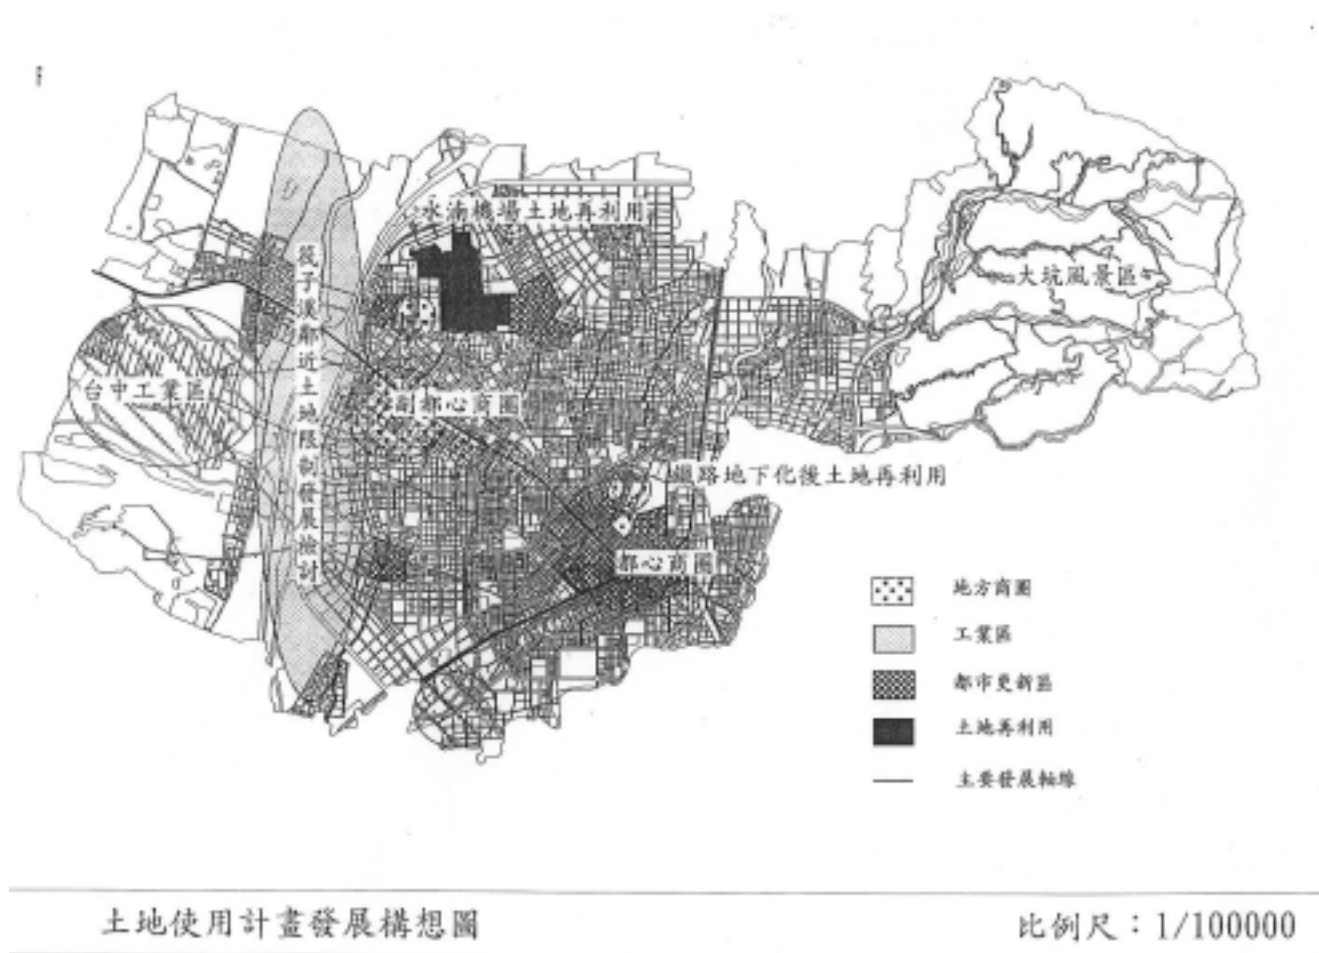 水湳機場土地再利用
筏子溪鄰近土地限制發展檢討
大坑風景區
台中工業區
副都心商圈
鐵路地下化後土地再利用
都心商圈
地方商圈
工業區
都市更新區
土地再利用
主要發展軸線
土地使用計畫發展構想圖
比例尺：1/100000